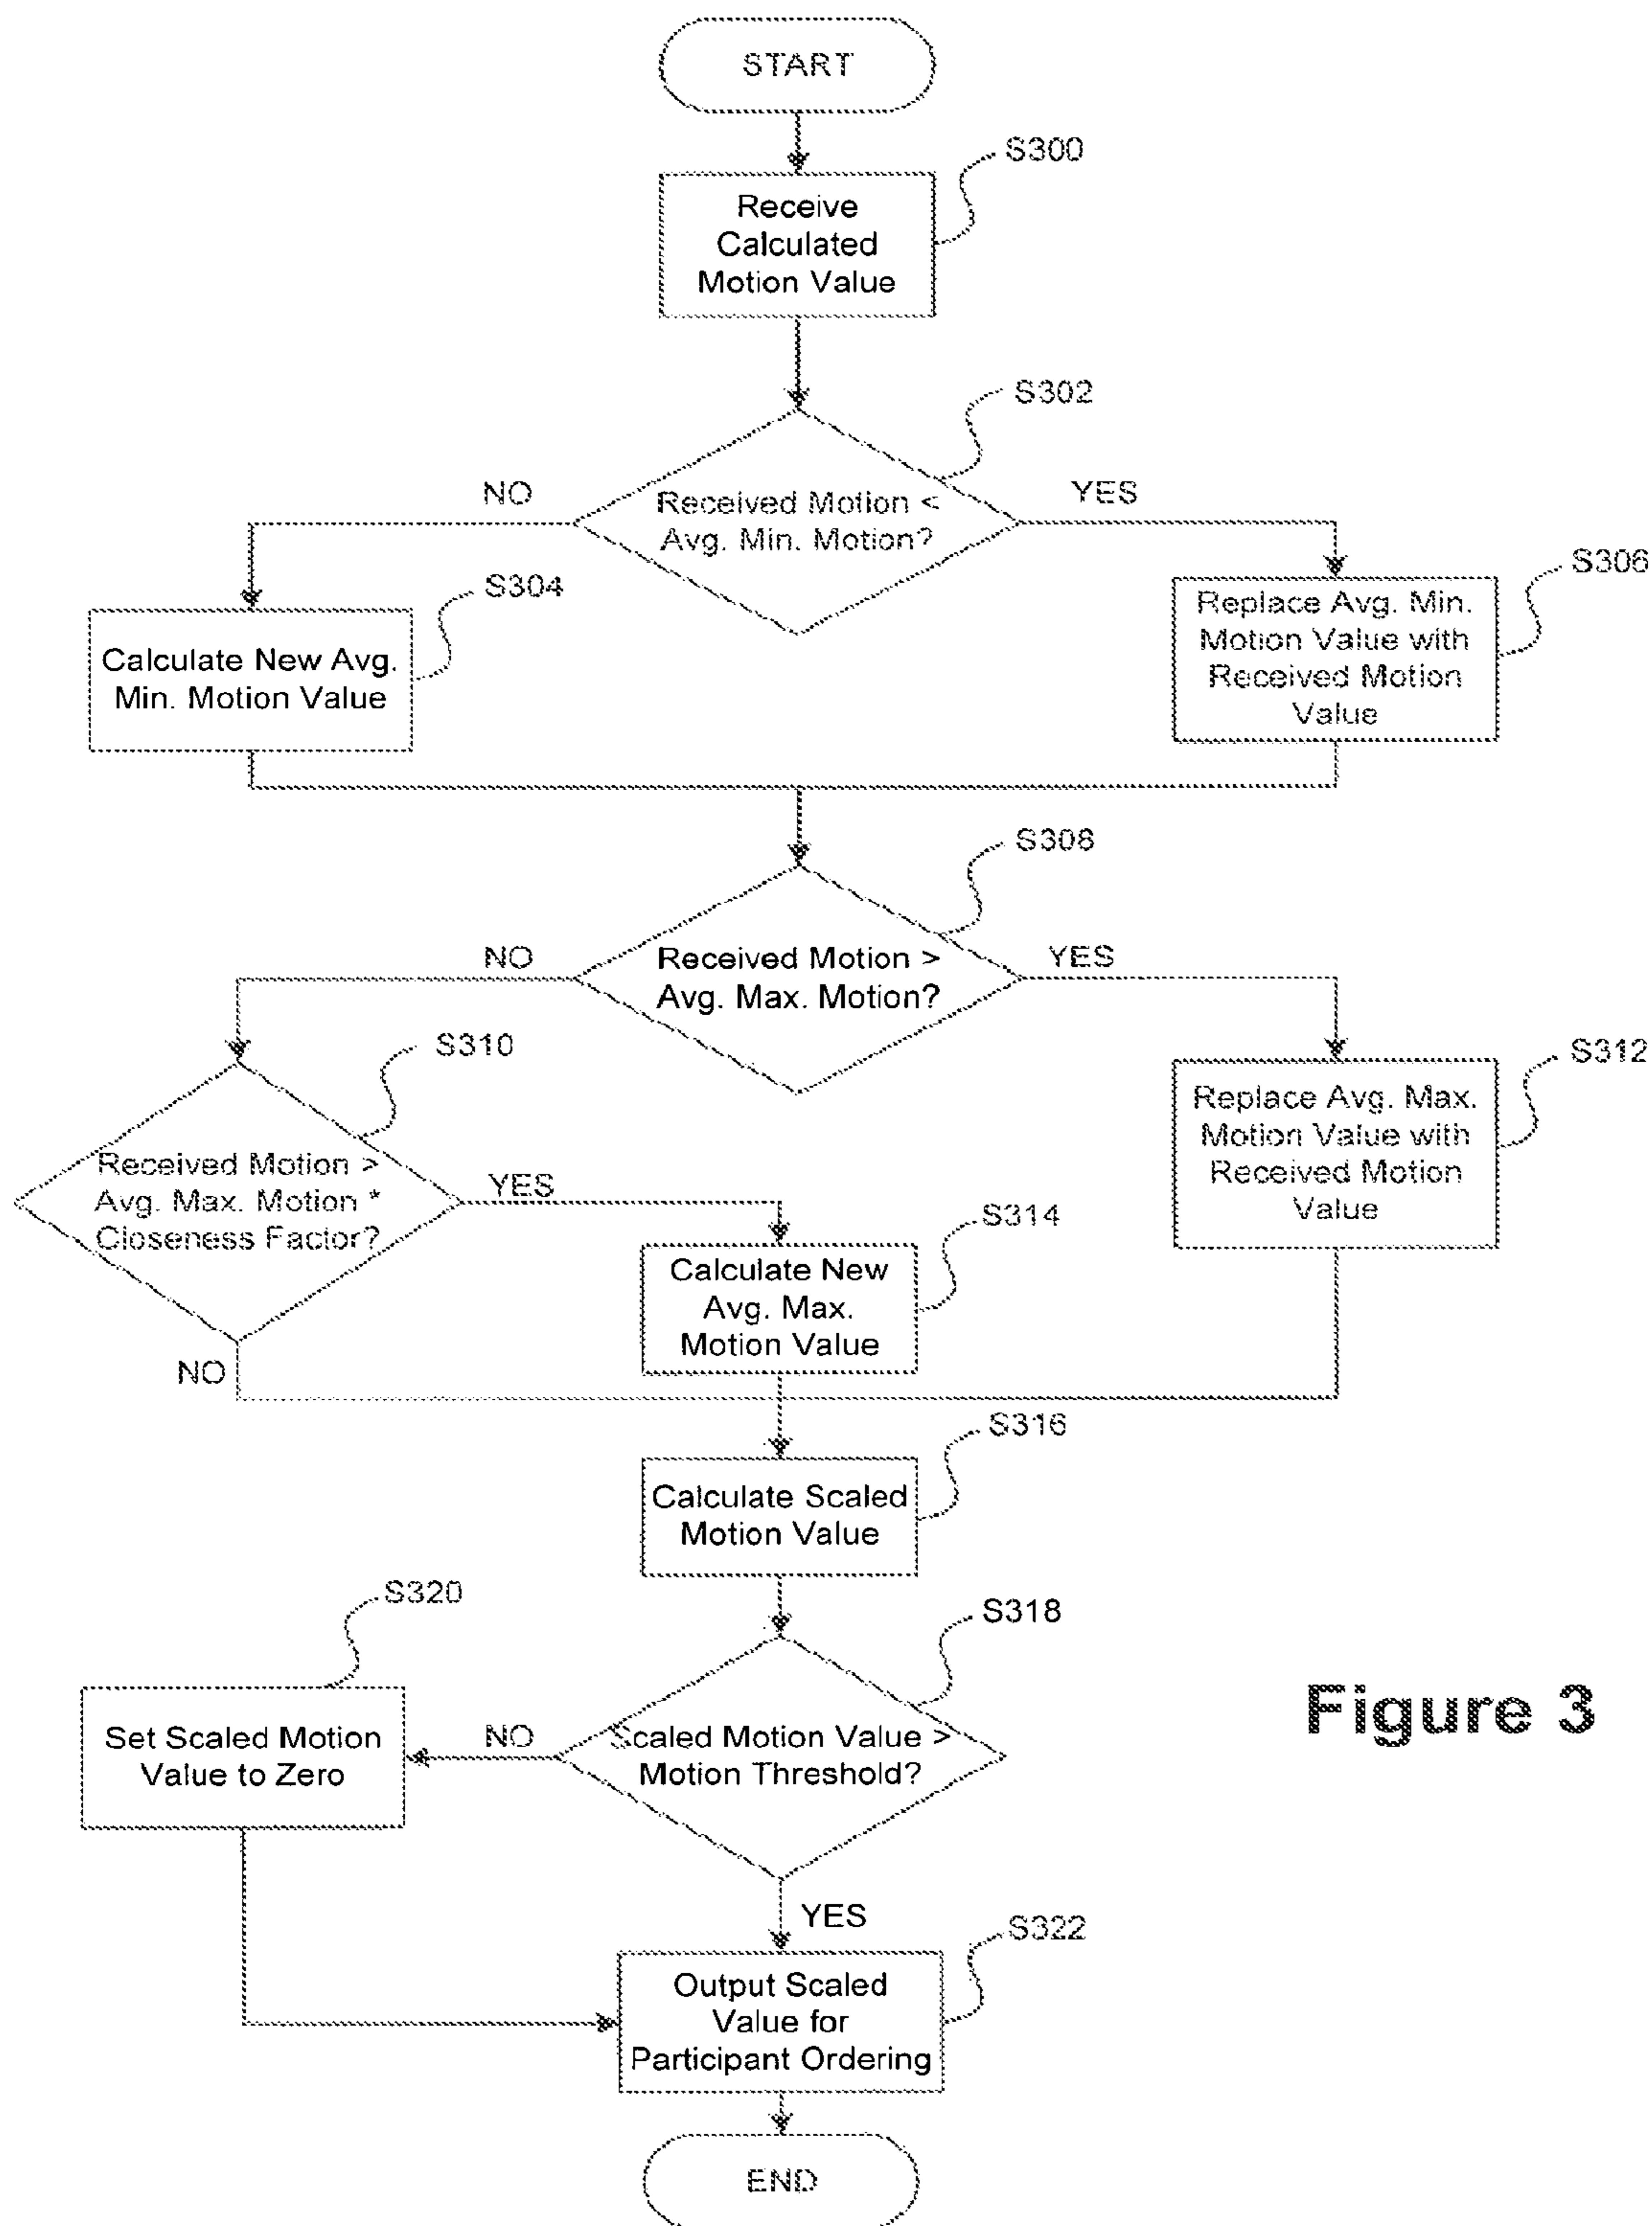 START
S300
Receive
Calculated
Motion Value
S302
NO
Received Motion <
Avg. Min. Motion?
YES
S304
Calculate New Avg.
Min. Motion Value
S306
Replace Avg. Min.
Motion Value with
Received Motion
Value
S308
NO
Received Motion >
Avg. Max. Motion?
YES
S310
Received Motion >
Avg. Max. Motion *
Closeness Factor?
YES
NO
S312
Replace Avg. Max.
Motion Value with
Received Motion
Value
S314
Calculate New
Avg. Max.
Motion Value
S316
Calculate Scaled
Motion Value
S318
Scaled Motion Value >
Motion Threshold?
NO
YES
S320
Set Scaled Motion
Value to Zero
S322
Output Scaled
Value for
Participant Ordering
END
Figure 3